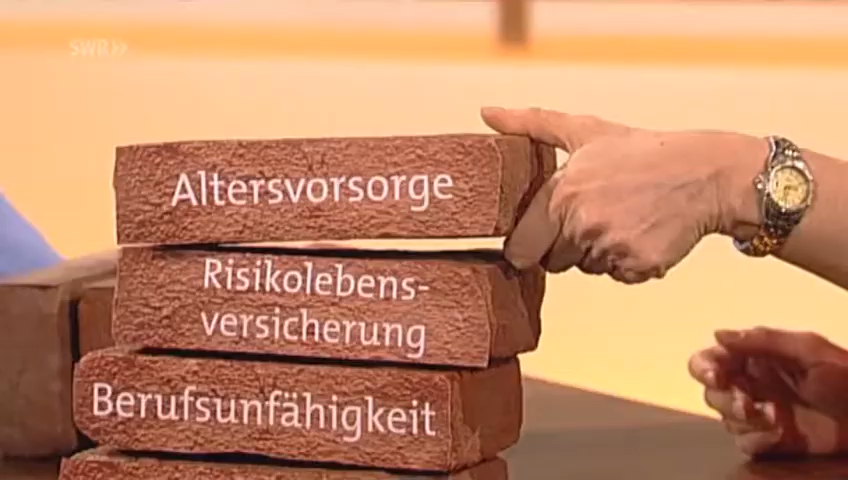 SWR»
Altersvorsorge
Risikolebens-
versicherung
Berufsunfähigkeit